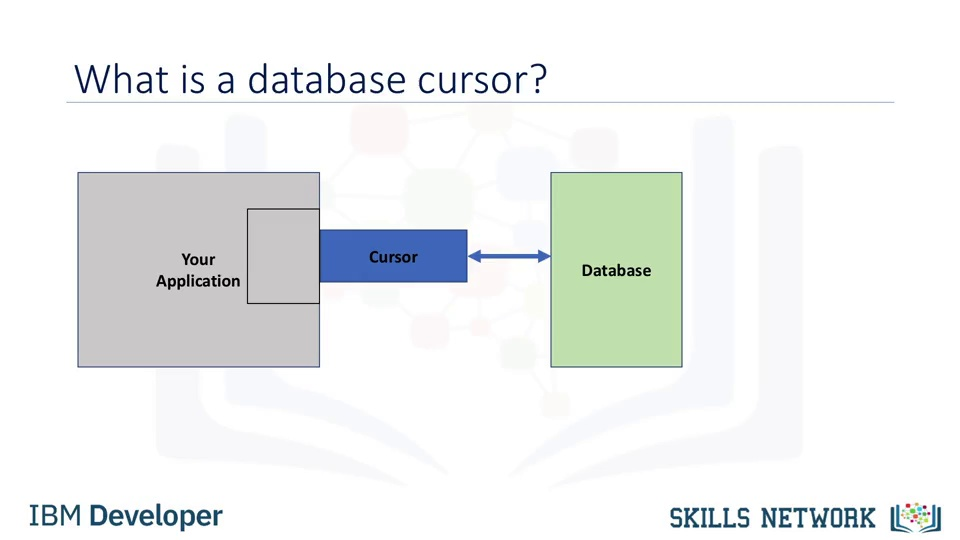 What is a database cursor?
Your
Application
Cursor
Database
IBM Developer
SKILLS NETWORK